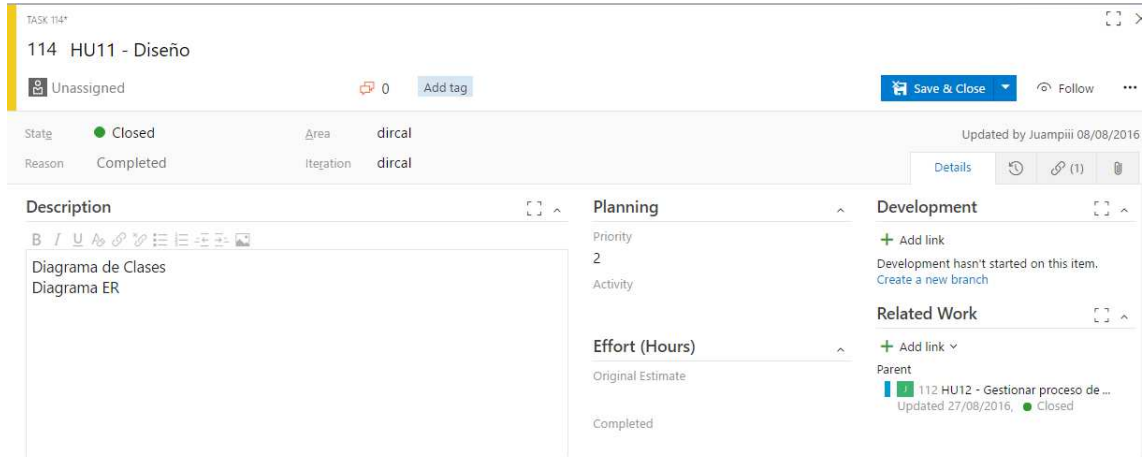 TASK 114*
114 HU11 - Diseño
Unassigned
0
Add tag
Save & Close
Follow
State
Closed
Area
dircal
Updated by Juampiii 08/08/2016
Reason
Completed
Iteration
dircal
Details
(1)
Description
B I U
Diagrama de Clases
Diagrama ER
Planning
Priority
2
Activity
Effort (Hours)
Original Estimate
Completed
Development
Add link
Development hasn't started on this item.
Create a new branch
Related Work
Add link
Parent
112 HU12 - Gestionar proceso de ...
Updated 27/08/2016, Closed